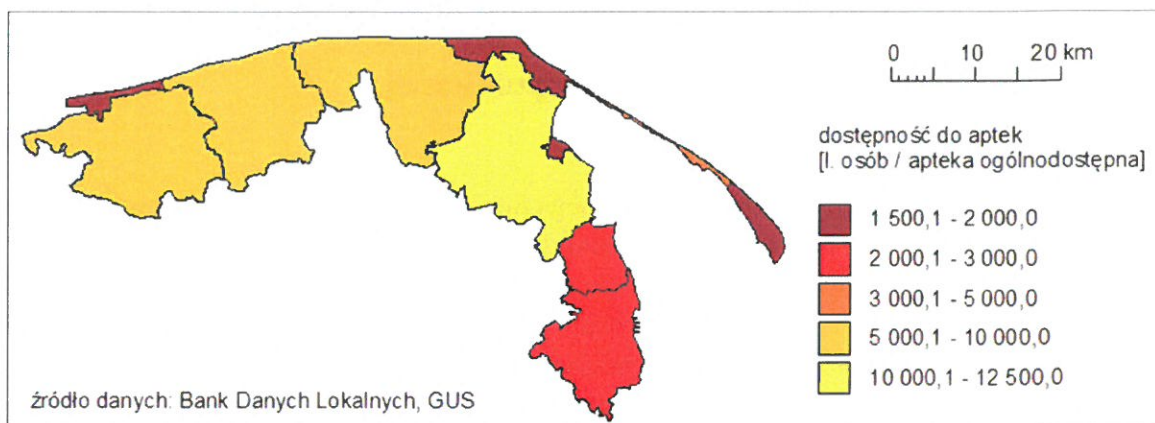 0 10 20 km
dostępność do aptek
[l. osób / apteka ogólnodostępna]
1 500,1 - 2 000,0
2 000,1 - 3 000,0
3 000,1 - 5 000,0
5 000,1 - 10 000,0
10 000,1 - 12 500,0
źródło danych: Bank Danych Lokalnych, GUS